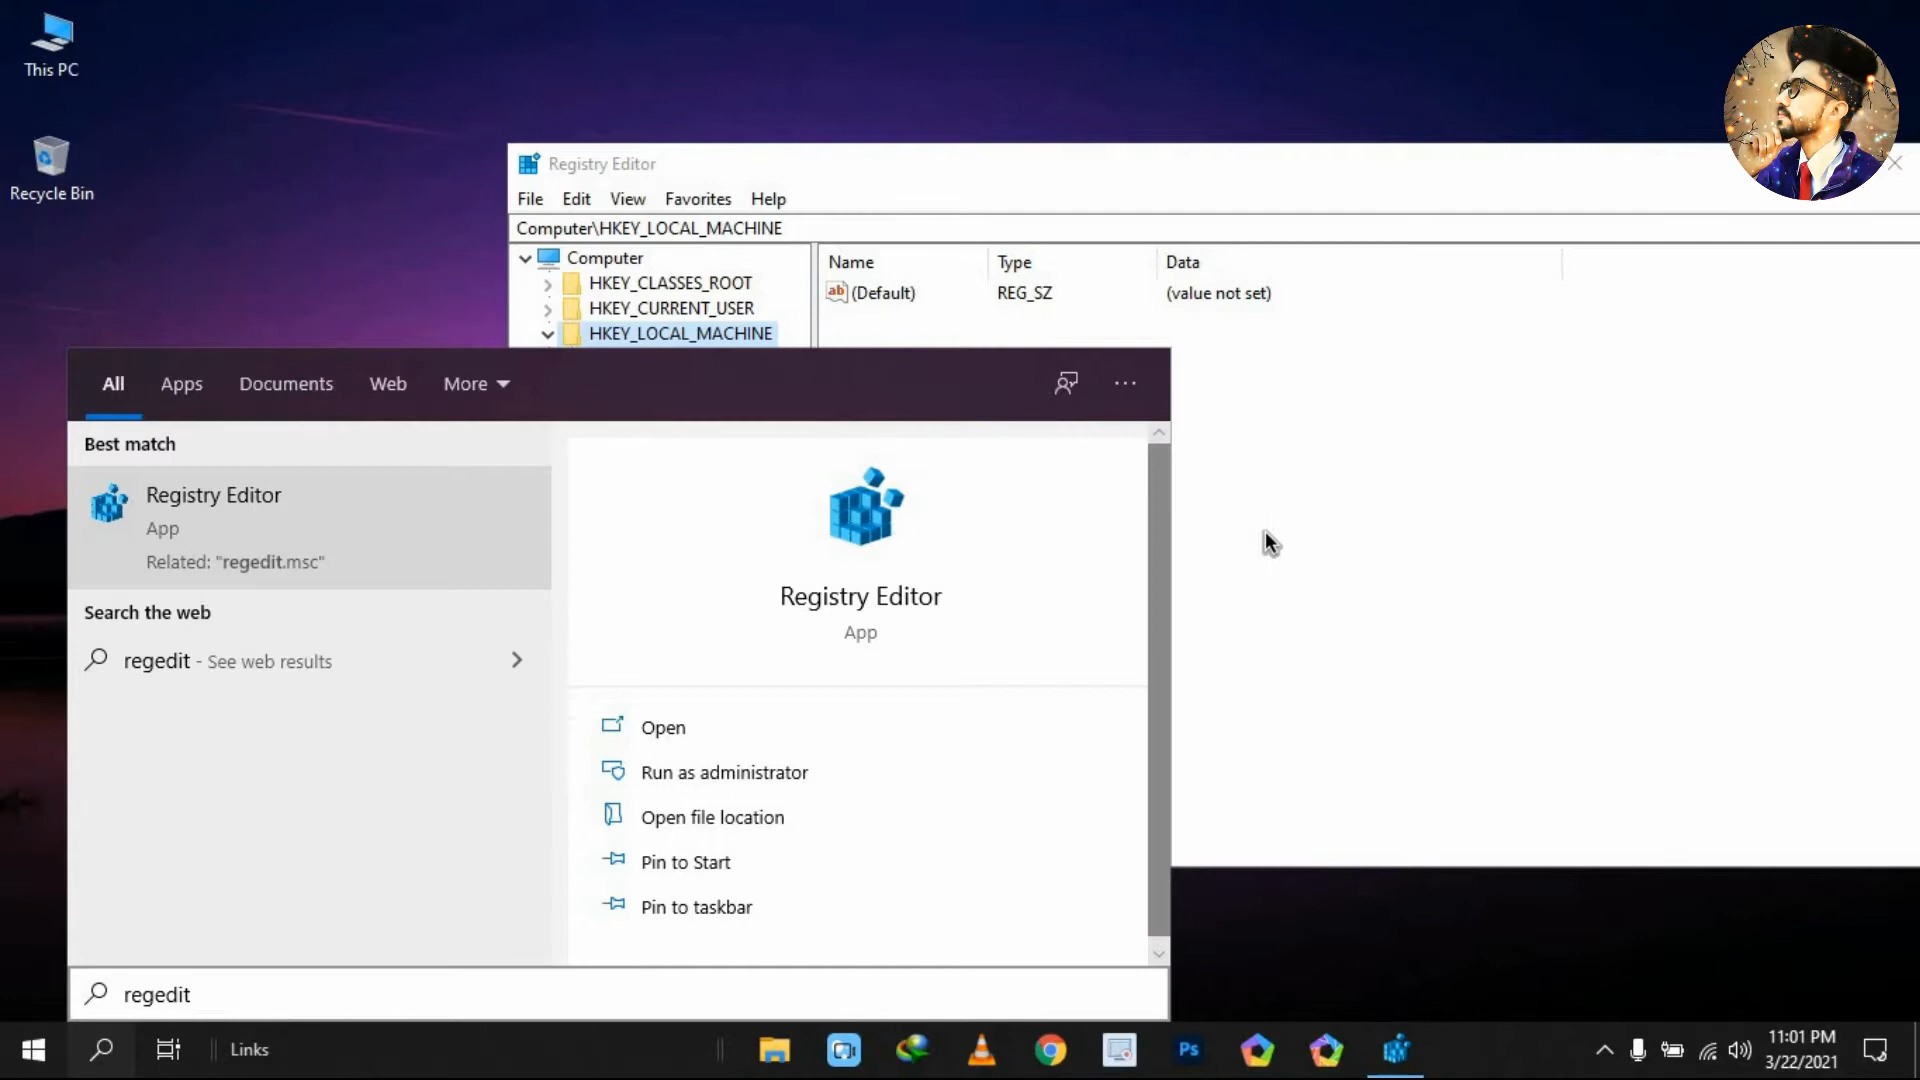 This PC
Recycle Bin
Registry Editor
File Edit View Favorites Help
Computer\HKEY_LOCAL_MACHINE
Computer
HKEY_CLASSES_ROOT
HKEY_CURRENT_USER
HKEY_LOCAL_MACHINE
Name Type Data
ab (Default) REG_SZ (value not set)
All Apps Documents Web More
Best match
Registry Editor
App
Related: "regedit.msc"
Search the web
regedit - See web results
Registry Editor
App
Open
Run as administrator
Open file location
Pin to Start
Pin to taskbar
regedit
Links
Ps
11:01 PM
3/22/2021